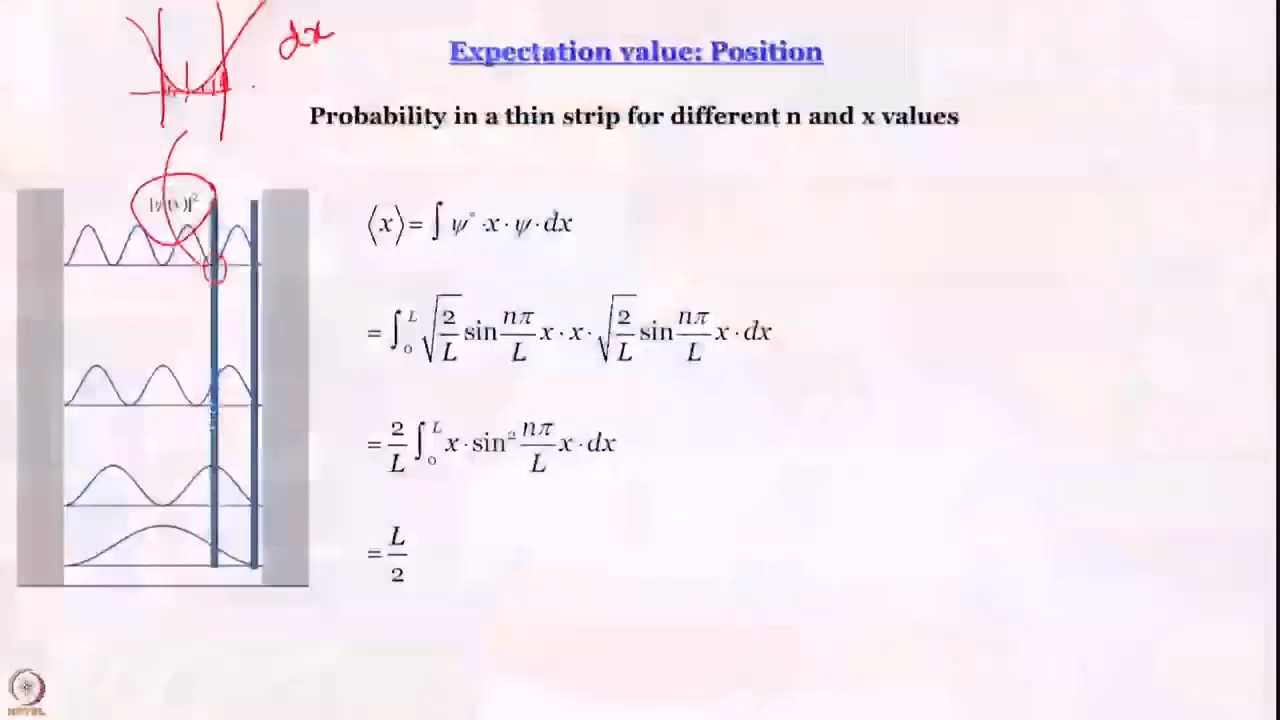 dx
Expectation value: Position
Probability in a thin strip for different n and x values
⟨x⟩ = ∫ ψ* · x · ψ · dx
= ∫₀ᴸ √(2/L) sin (nπ/L) x · x · √(2/L) sin (nπ/L) x · dx
= (2/L) ∫₀ᴸ x · sin² (nπ/L) x · dx
= L/2
NPTEL